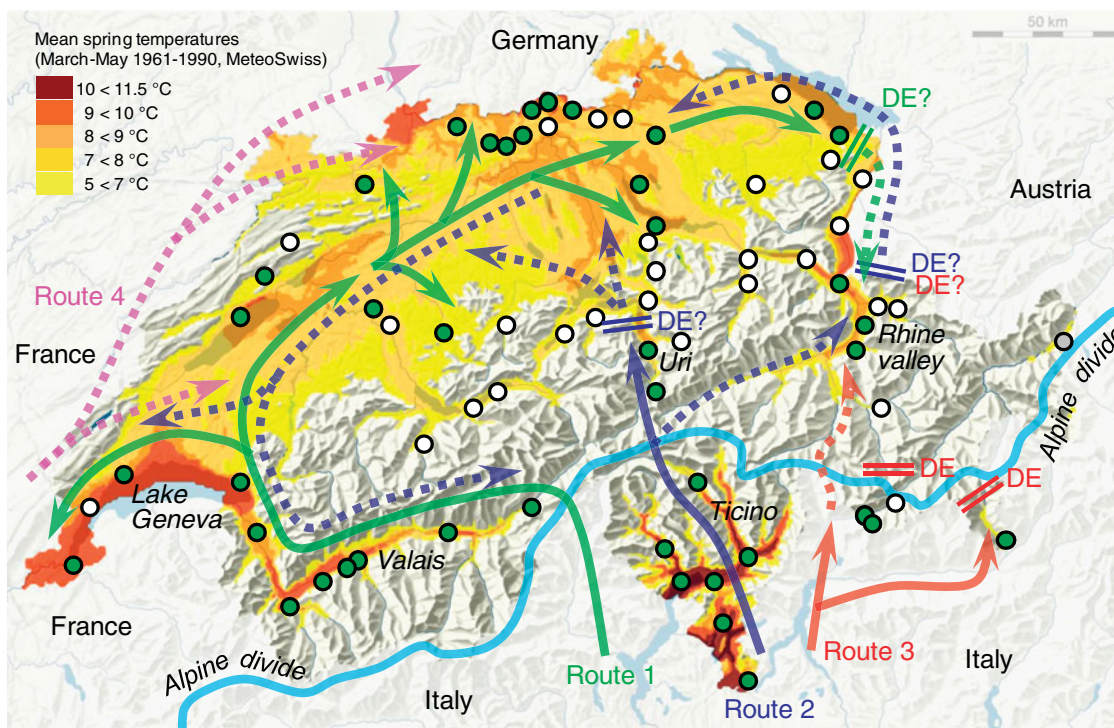 Germany
50 km
Mean spring temperatures
(March-May 1961-1990, MeteoSwiss)
10 < 11.5 °C
9 < 10 °C
8 < 9 °C
7 < 8 °C
5 < 7 °C
DE?
Austria
DE?
DE?
Route 4
France
DE?
Uri
Rhine
valley
Alpine divide
DE
DE
Lake
Geneva
Ticino
Valais
France
Alpine divide
Route 1
Route 3
Italy
Italy
Route 2